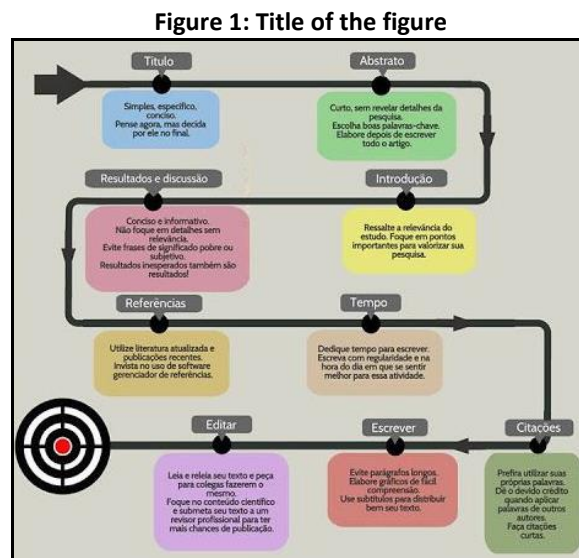 Figure 1: Title of the figure
Titulo
Simples, específico,
conciso.
Pense agora, mas decida
por ele no final.
Abstrato
Curto, sem revelar detalhes da
pesquisa.
Escolha boas palavras-chave.
Elabore depois de escrever
todo o artigo.
Introdução
Ressalte a relevância do
estudo. Foque em pontos
importantes para valorizar sua
pesquisa.
Resultados e discussão
Conciso e informativo.
Não foque em detalhes sem
relevância.
Evite frases de significado pobre ou
subjetivo.
Resultados inesperados também são
resultados!
Referências
Utilize literatura atualizada e
publicações recentes.
Invista no uso de software
gerenciador de referências.
Tempo
Dedique tempo para escrever.
Escreva com regularidade e na
hora do dia em que se sentir
melhor para essa atividade.
Citações
Prefira utilizar suas
próprias palavras.
Dê o devido crédito
quando aplicar
palavras de outros
autores.
Faça citações
curtas.
Escrever
Evite parágrafos longos.
Elabore gráficos de fácil
compreensão.
Use subtítulos para distribuir
bem seu texto.
Editar
Leia e releia seu texto e peça
para colegas fazerem o
mesmo.
Foque no conteúdo científico
e submeta seu texto a um
revisor profissional para ter
mais chances de publicação.